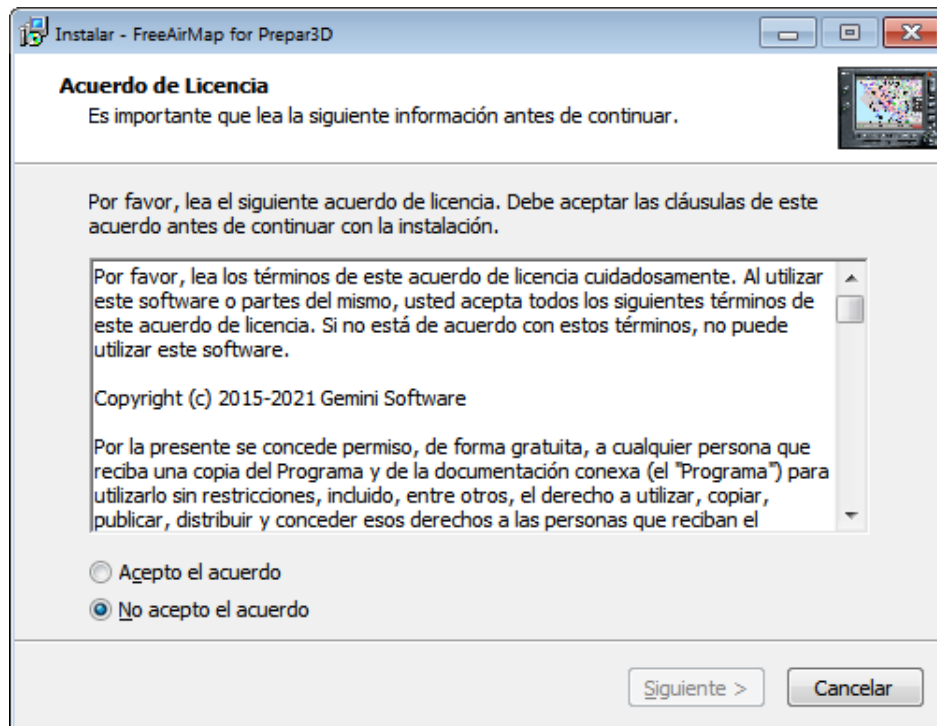 Instalar - FreeAirMap for Prepar3D
Acuerdo de Licencia
Es importante que lea la siguiente información antes de continuar.
Por favor, lea el siguiente acuerdo de licencia. Debe aceptar las cláusulas de este
acuerdo antes de continuar con la instalación.
Por favor, lea los términos de este acuerdo de licencia cuidadosamente. Al utilizar
este software o partes del mismo, usted acepta todos los siguientes términos de
este acuerdo de licencia. Si no está de acuerdo con estos términos, no puede
utilizar este software.
Copyright (c) 2015-2021 Gemini Software
Por la presente se concede permiso, de forma gratuita, a cualquier persona que
reciba una copia del Programa y de la documentación conexa (el "Programa") para
utilizarlo sin restricciones, incluido, entre otros, el derecho a utilizar, copiar,
publicar, distribuir y conceder esos derechos a las personas que reciban el
Acepto el acuerdo
No acepto el acuerdo
Siguiente >
Cancelar